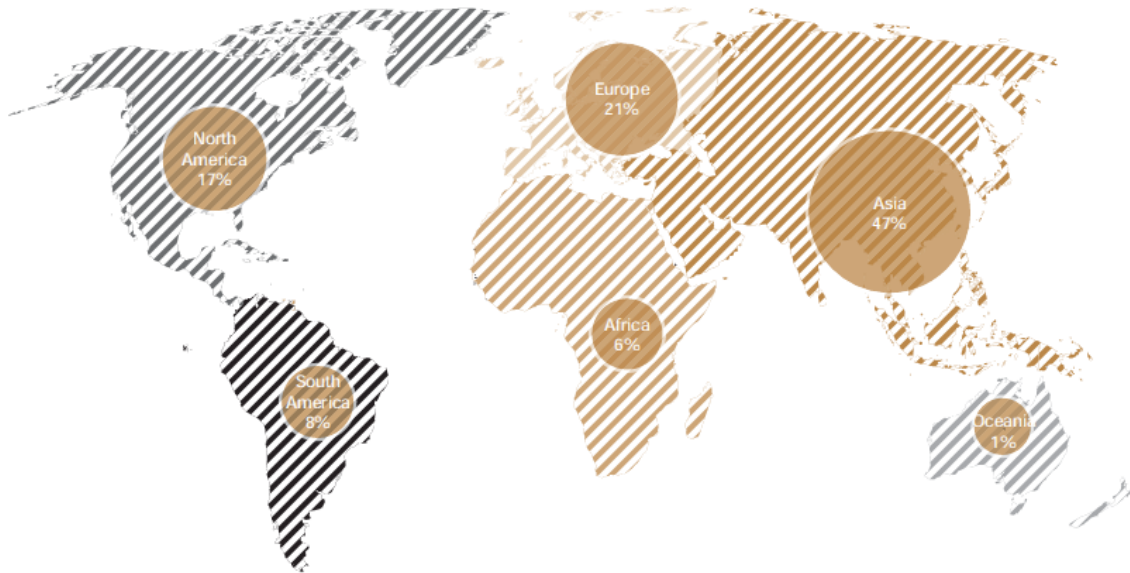 North
America
17%
Europe
21%
Asia
47%
Africa
6%
South
America
8%
Oceania
1%